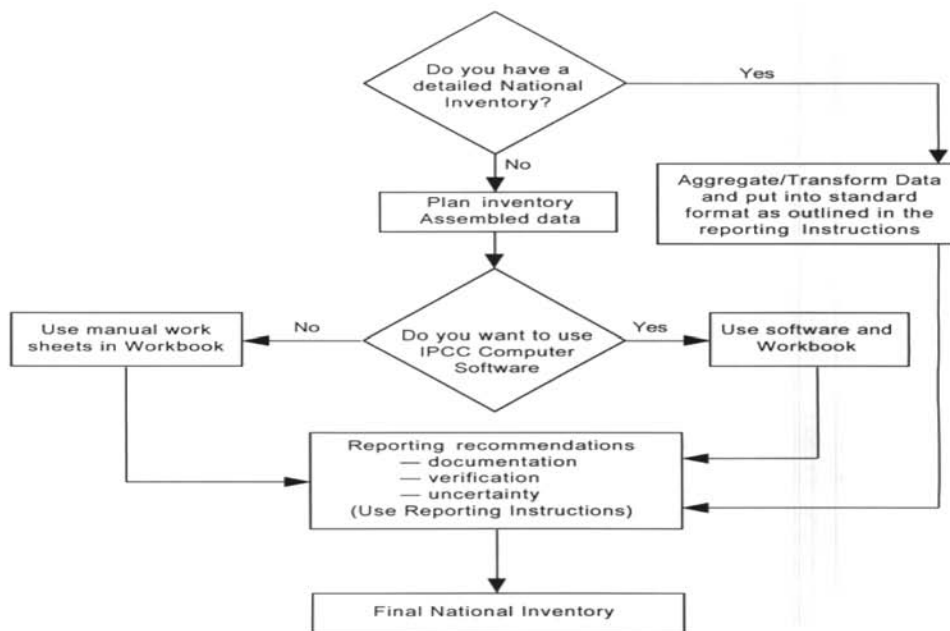 Do you have a
detailed National
Inventory?
Yes
No
Aggregate/Transform Data
and put into standard
format as outlined in the
reporting Instructions
Plan inventory
Assembled data
Use manual work
sheets in Workbook
No
Do you want to use
IPCC Computer
Software
Yes
Use software and
Workbook
Reporting recommendations
— documentation
— verification
— uncertainty
(Use Reporting Instructions)
Final National Inventory